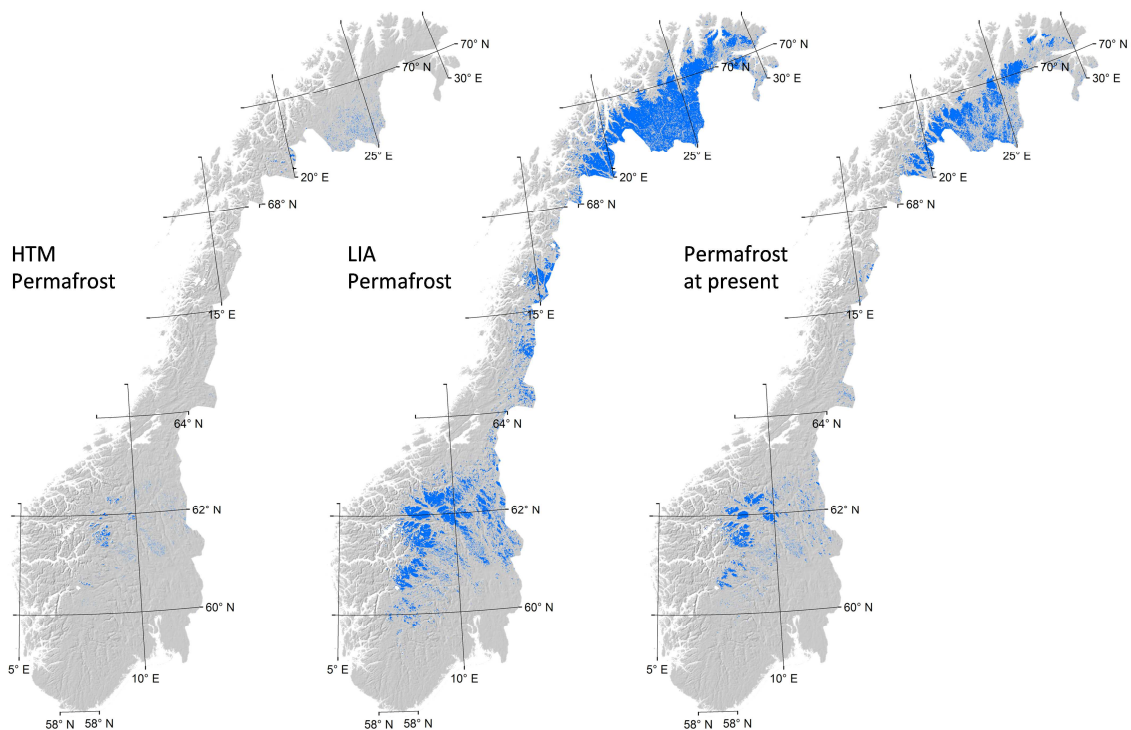 70° N
70° N
30° E
25° E
20° E
68° N
HTM
Permafrost
15° E
64° N
62° N
60° N
5° E
10° E
58° N 58° N
70° N
70° N
30° E
25° E
20° E
68° N
LIA
Permafrost
15° E
64° N
62° N
60° N
5° E
10° E
58° N 58° N
70° N
70° N
30° E
25° E
20° E
68° N
Permafrost
at present
15° E
64° N
62° N
60° N
5° E
10° E
58° N 58° N